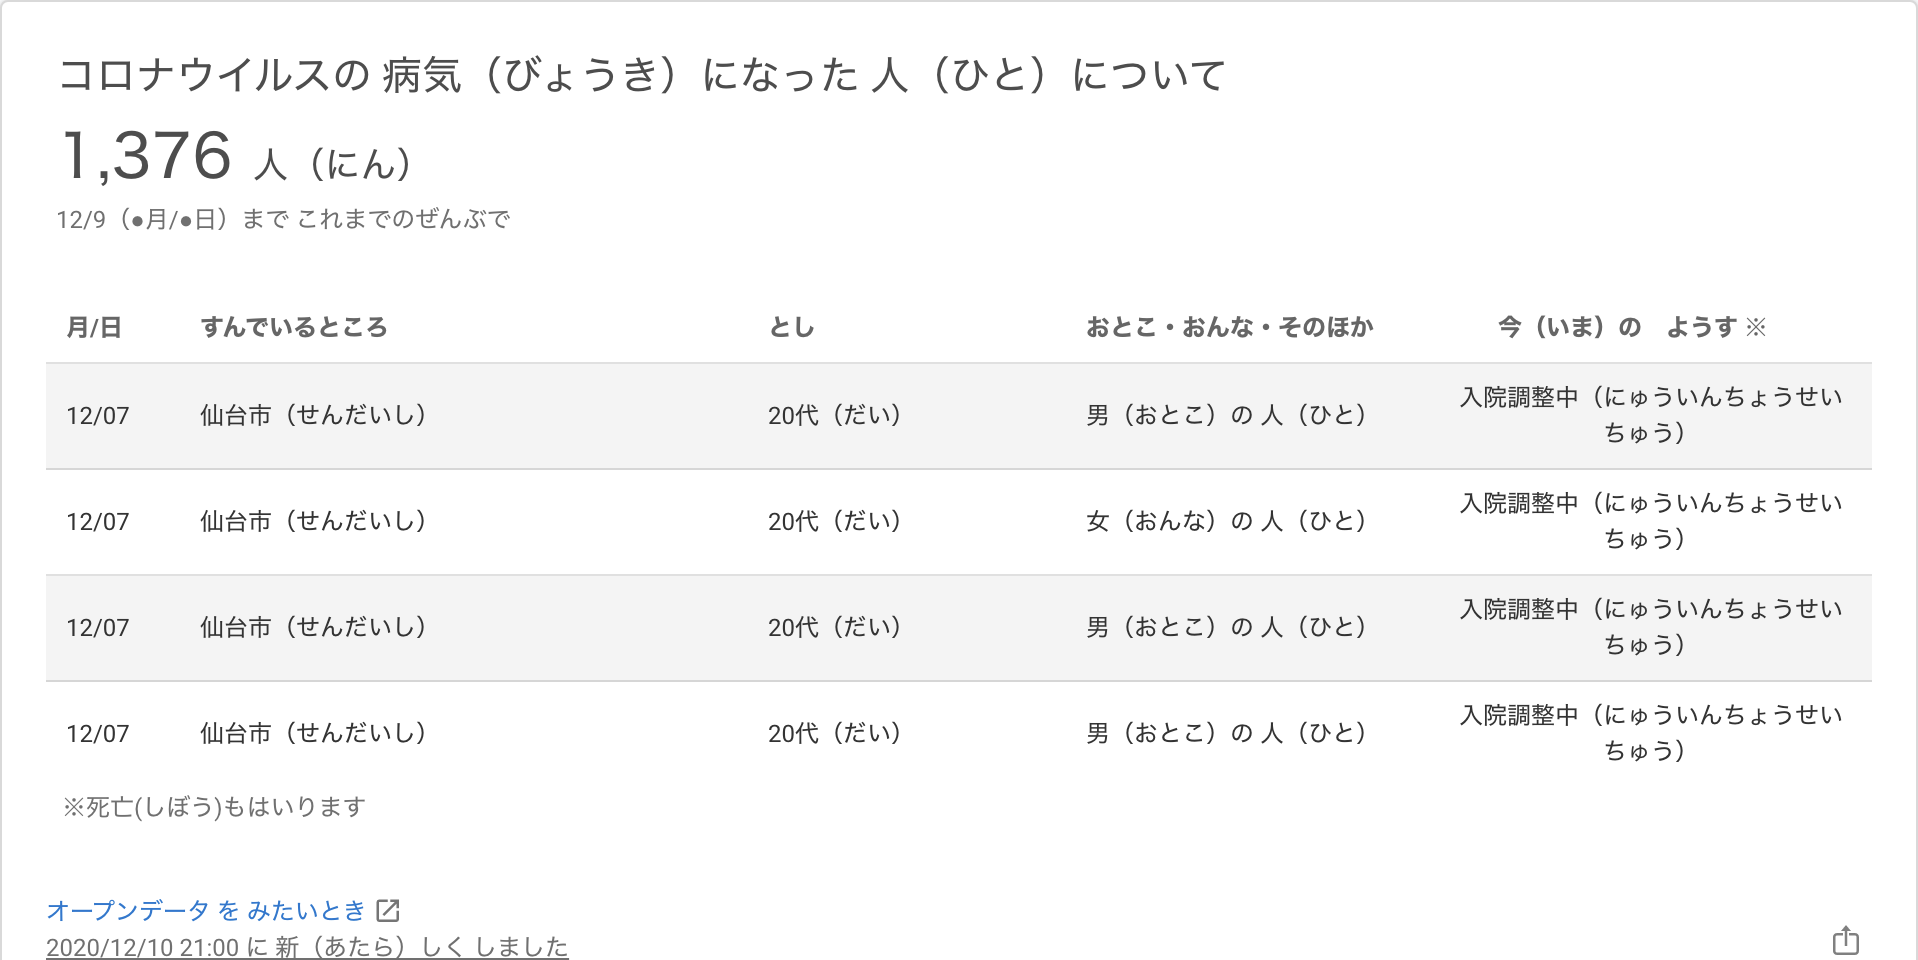 コロナウイルスの 病気（びょうき）になった 人（ひと）について
1,376 人（にん）
12/9（●月/●日）まで これまでのぜんぶで
月/日 すんでいるところ とし おとこ・おんな・そのほか 今（いま）の　ようす ※
12/07 仙台市（せんだいし） 20代（だい） 男（おとこ）の 人（ひと） 入院調整中（にゅういんちょうせい
ちゅう）
12/07 仙台市（せんだいし） 20代（だい） 女（おんな）の 人（ひと） 入院調整中（にゅういんちょうせい
ちゅう）
12/07 仙台市（せんだいし） 20代（だい） 男（おとこ）の 人（ひと） 入院調整中（にゅういんちょうせい
ちゅう）
12/07 仙台市（せんだいし） 20代（だい） 男（おとこ）の 人（ひと） 入院調整中（にゅういんちょうせい
ちゅう）
※死亡(しぼう)もはいります
オープンデータ を みたいとき
2020/12/10 21:00 に 新（あたら）しく しました